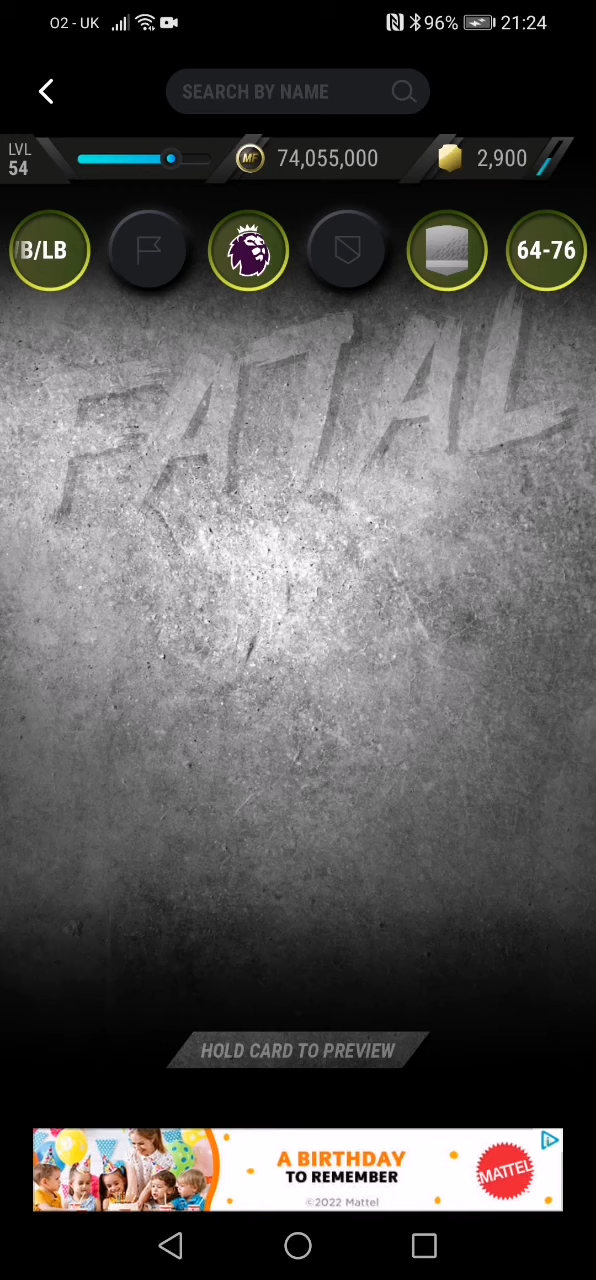 O2 - UK
96%
21:24
SEARCH BY NAME
LVL
54
MF
74,055,000
2,900
B/LB
64-76
FATAL
HOLD CARD TO PREVIEW
A BIRTHDAY
TO REMEMBER
©2022 Mattel
MATTEL